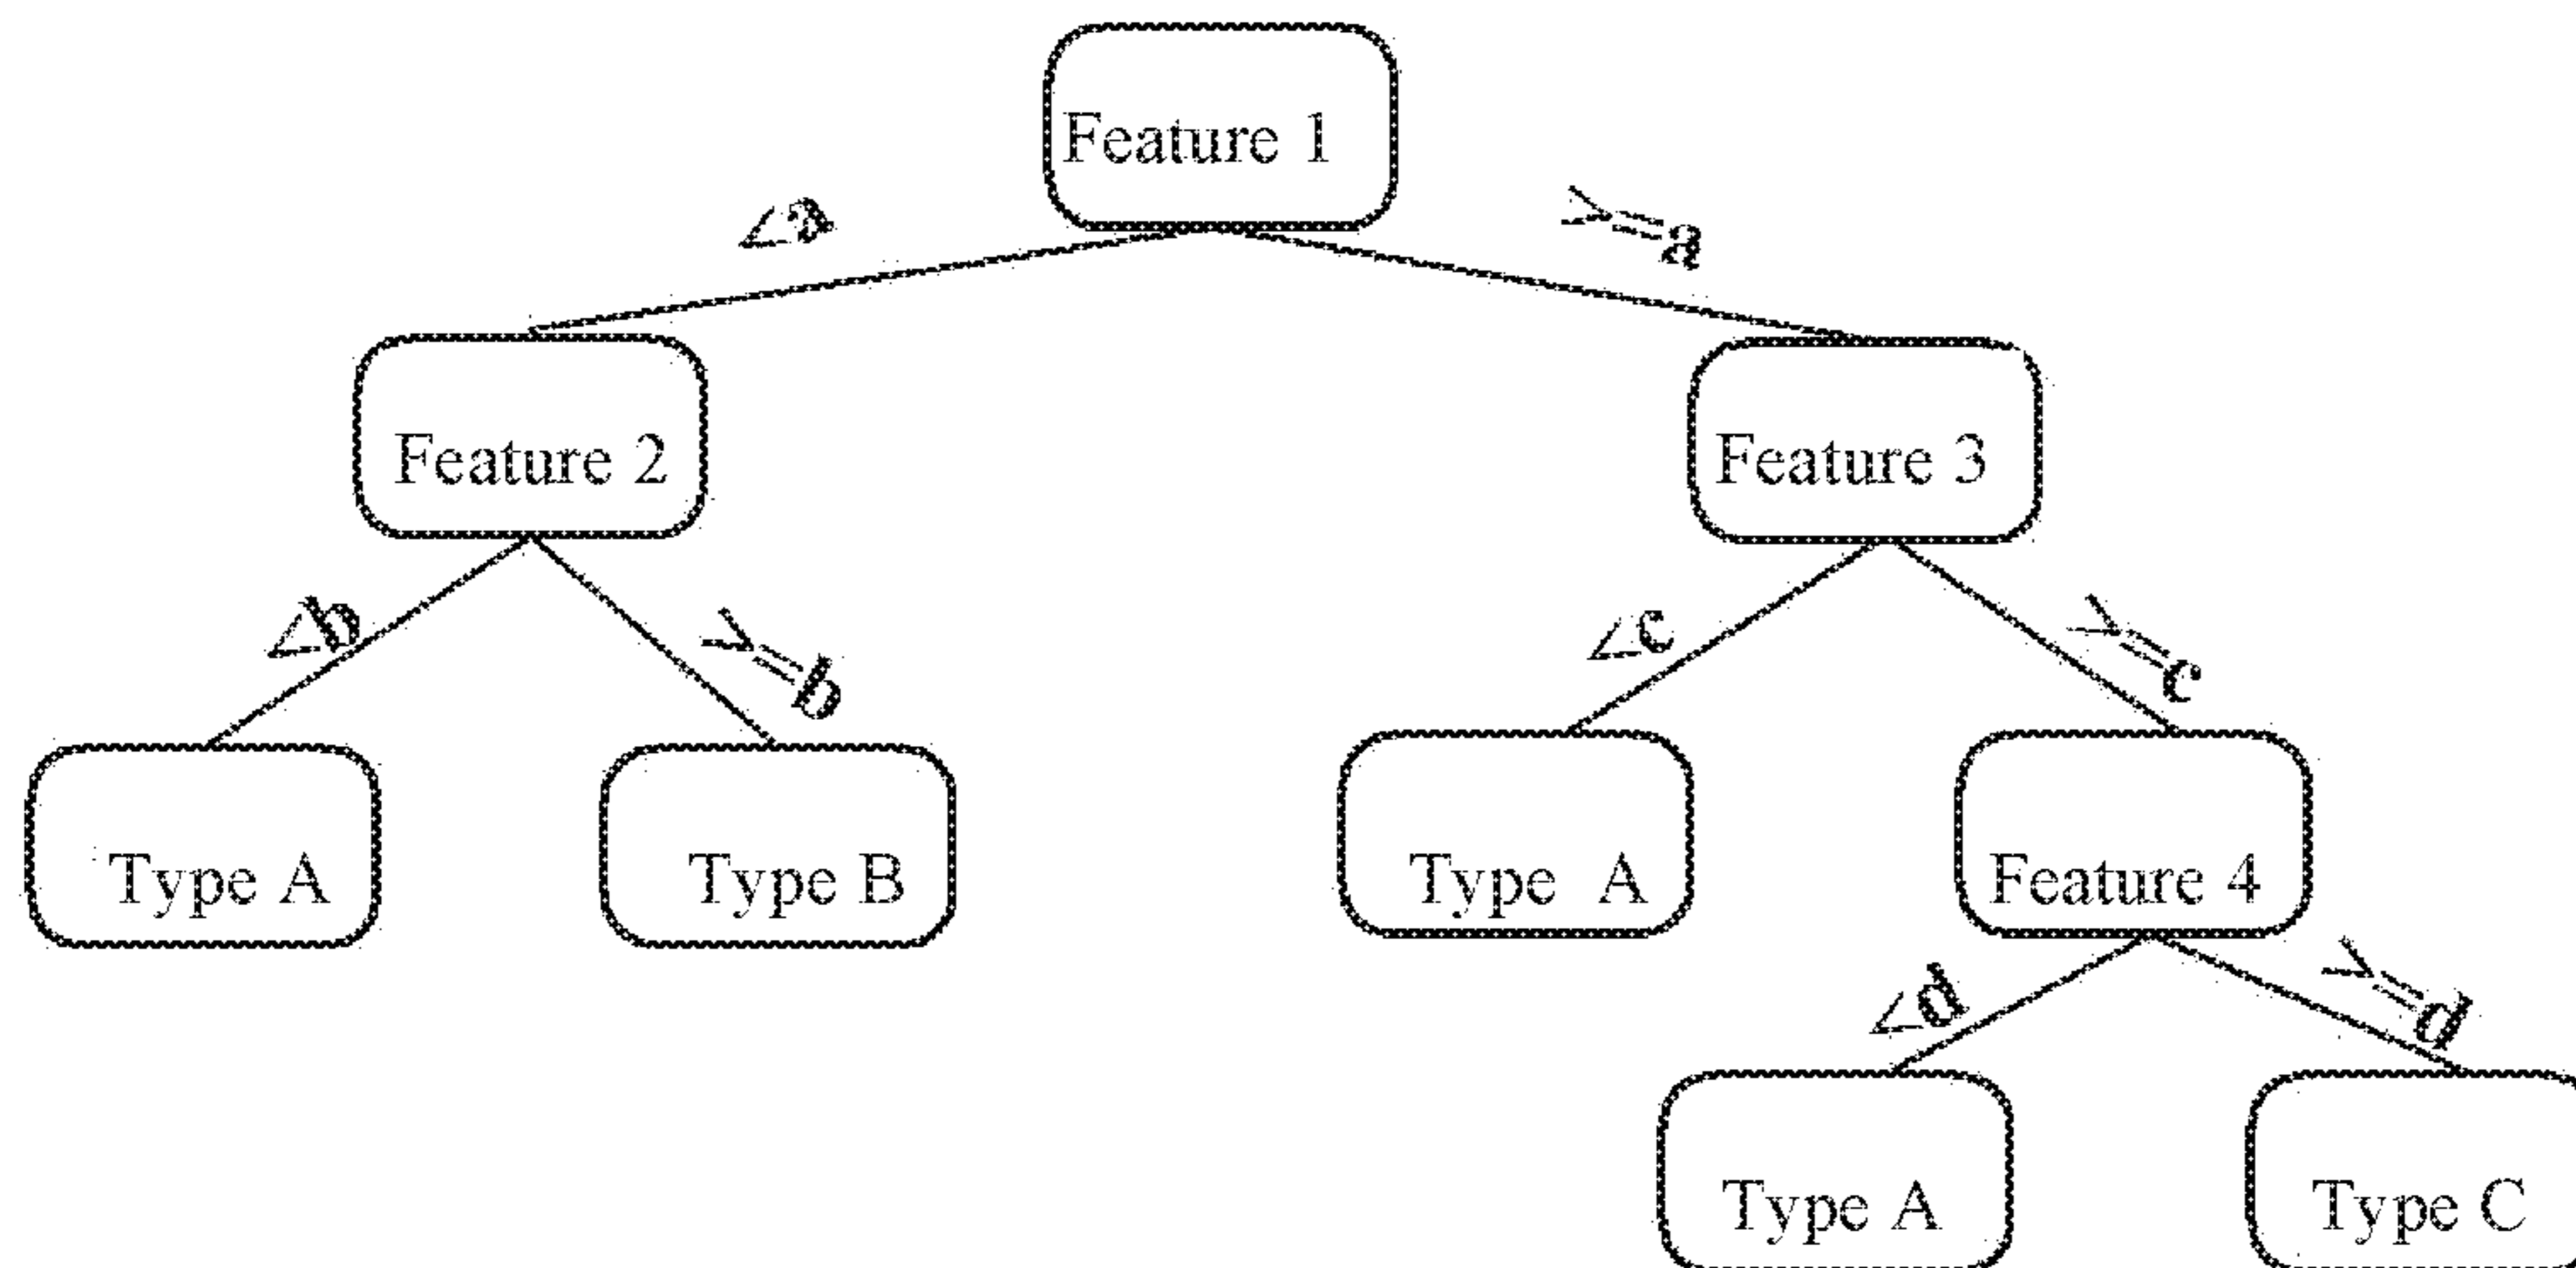 Feature 1
<a
>=a
Feature 2
Feature 3
<b
>=b
<c
>=c
Type A
Type B
Type A
Feature 4
<d
>=d
Type A
Type C